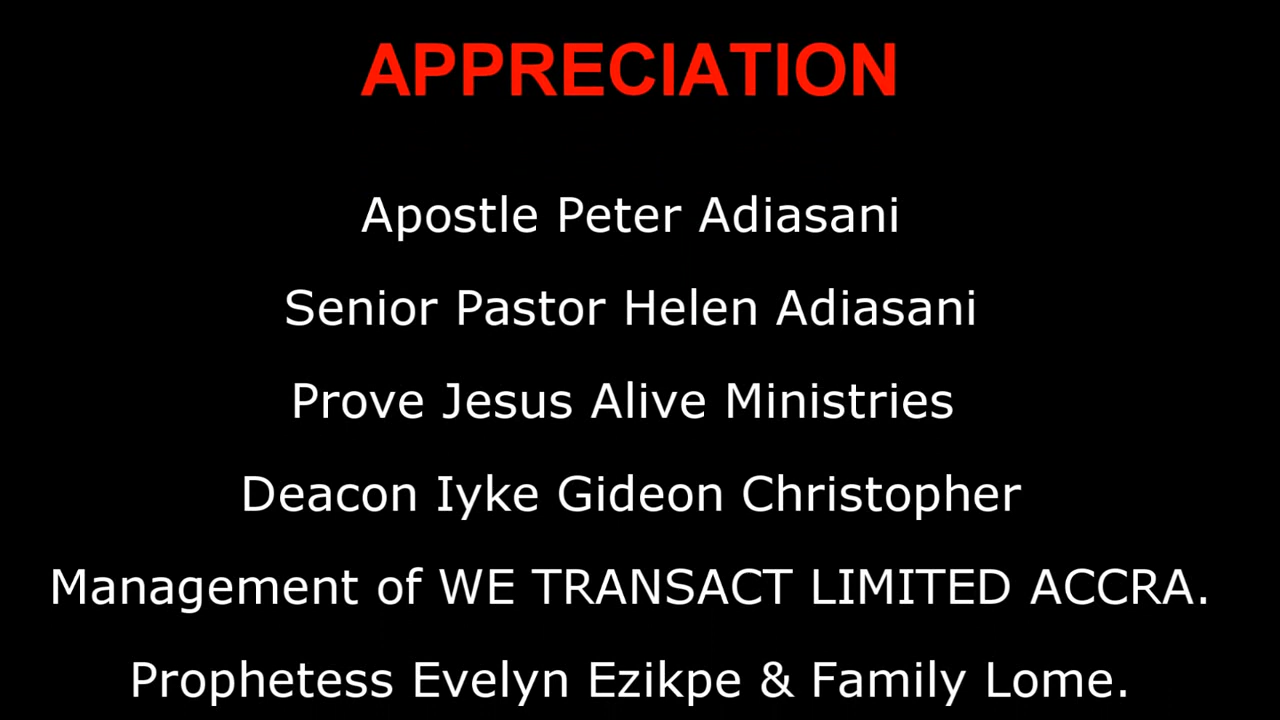 APPRECIATION
Apostle Peter Adiasani
Senior Pastor Helen Adiasani
Prove Jesus Alive Ministries
Deacon Iyke Gideon Christopher
Management of WE TRANSACT LIMITED ACCRA.
Prophetess Evelyn Ezikpe & Family Lome.